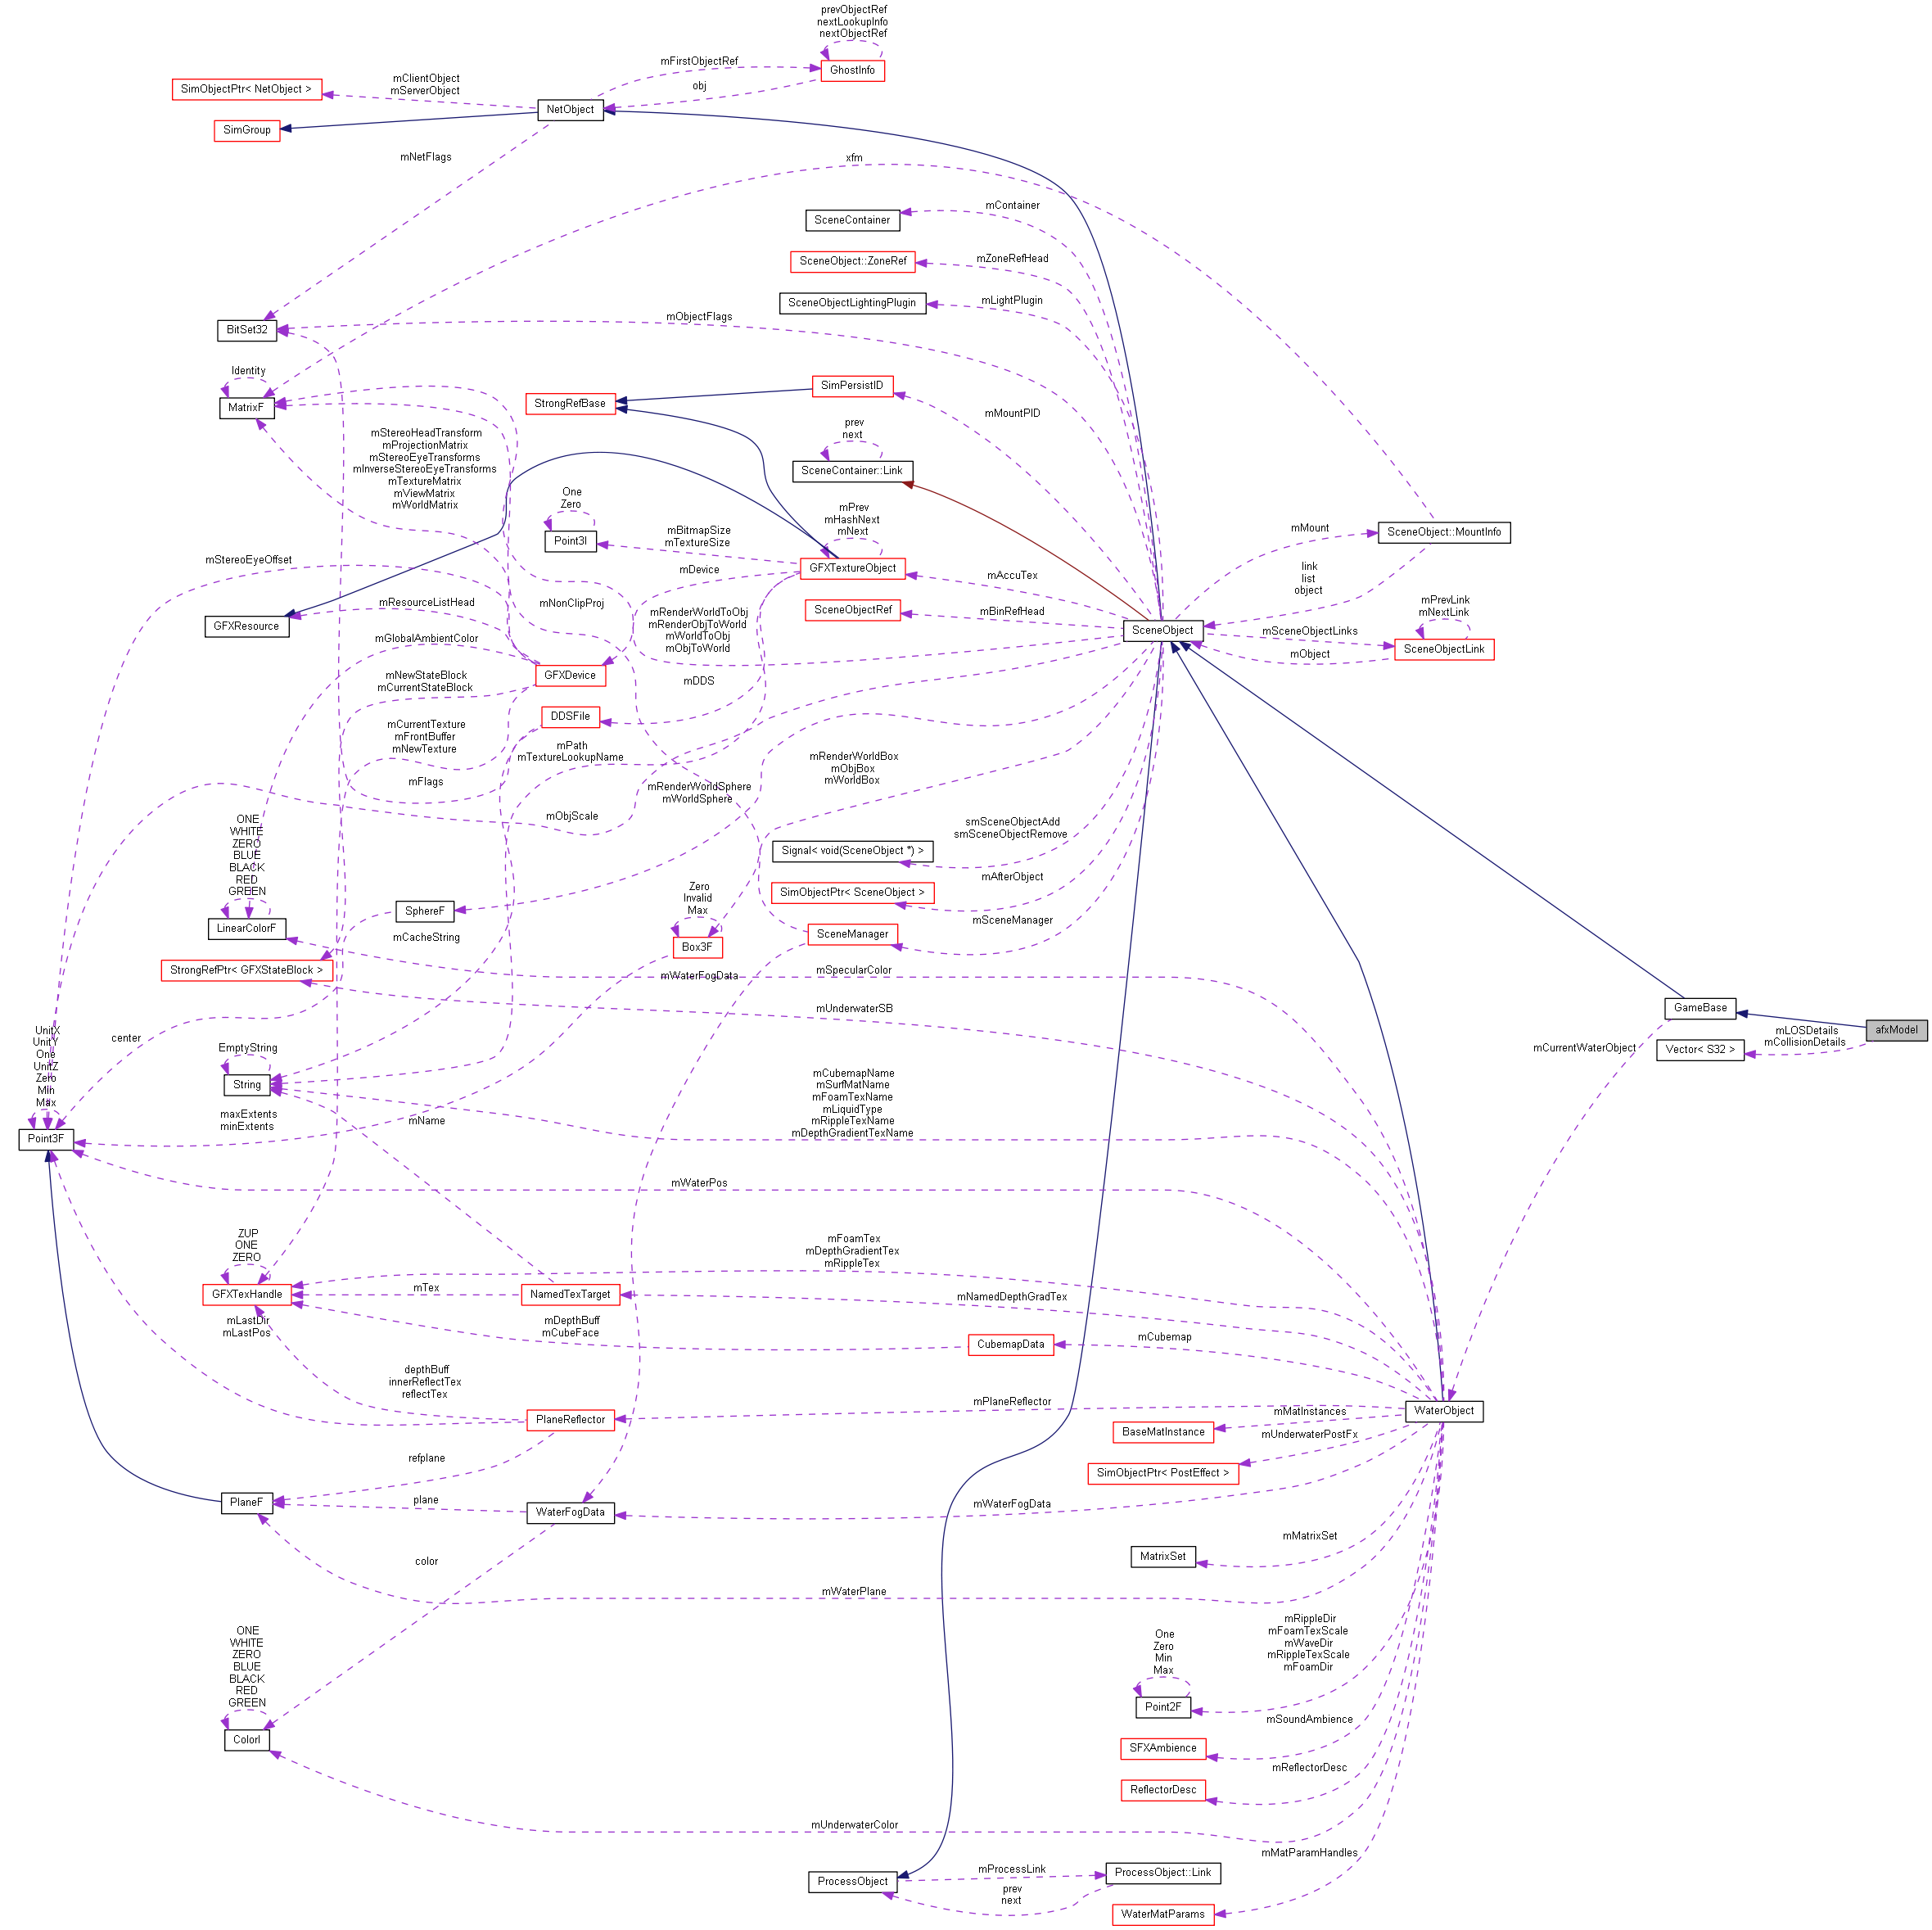 prevObjectRef
nextLookupInfo
nextObjectRef
mFirstObjectRef
GhostInfo
mClientObject
mServerObject
SimObjectPtr< NetObject >
obj
NetObject
SimGroup
mNetFlags
xfm
mContainer
SceneContainer
mZoneRefHead
SceneObject::ZoneRef
mLightPlugin
SceneObjectLightingPlugin
mObjectFlags
BitSet32
Identity
MatrixF
SimPersistID
StrongRefBase
mMountPID
prev
next
SceneContainer::Link
mStereoHeadTransform
mProjectionMatrix
mStereoEyeTransforms
mInverseStereoEyeTransforms
mTextureMatrix
mViewMatrix
mWorldMatrix
One
Zero
Point3I
mBitmapSize
mTextureSize
mPrev
mHashNext
mNext
GFXTextureObject
mMount
SceneObject::MountInfo
mStereoEyeOffset
mDevice
mAccuTex
link
list
object
mResourceListHead
mNonClipProj
SceneObjectRef
mBinRefHead
mPrevLink
mNextLink
GFXResource
mRenderWorldToObj
mRenderObjToWorld
mWorldToObj
mObjToWorld
SceneObject
mSceneObjectLinks
SceneObjectLink
mObject
mGlobalAmbientColor
GFXDevice
mDDS
mNewStateBlock
mCurrentStateBlock
DDSFile
mCurrentTexture
mFrontBuffer
mNewTexture
mPath
mTextureLookupName
mFlags
mRenderWorldBox
mObjBox
mWorldBox
mRenderWorldSphere
mWorldSphere
mObjScale
smSceneObjectAdd
smSceneObjectRemove
Signal< void(SceneObject *) >
ONE
WHITE
ZERO
BLUE
BLACK
RED
GREEN
LinearColorF
mAfterObject
SimObjectPtr< SceneObject >
Zero
Invalid
Max
Box3F
SphereF
mCacheString
mSceneManager
SceneManager
StrongRefPtr< GFXStateBlock >
mWaterFogData
mSpecularColor
mUnderwaterSB
GameBase
afxModel
mLOSDetails
mCollisionDetails
Vector< S32 >
mCurrentWaterObject
UnitX
UnitY
One
UnitZ
Zero
Min
Max
Point3F
center
EmptyString
String
maxExtents
minExtents
mName
mCubemapName
mSurfMatName
mFoamTexName
mLiquidType
mRippleTexName
mDepthGradientTexName
mWaterPos
ZUP
ONE
ZERO
GFXTexHandle
mTex
NamedTexTarget
mFoamTex
mDepthGradientTex
mRippleTex
mNamedDepthGradTex
mLastDir
mLastPos
mDepthBuff
mCubeFace
CubemapData
mCubemap
depthBuff
innerReflectTex
reflectTex
PlaneReflector
mPlaneReflector
mMatInstances
WaterObject
BaseMatInstance
mUnderwaterPostFx
refplane
SimObjectPtr< PostEffect >
PlaneF
plane
WaterFogData
mWaterFogData
mMatrixSet
MatrixSet
color
mWaterPlane
ONE
WHITE
ZERO
BLUE
BLACK
RED
GREEN
ColorI
One
Zero
Min
Max
Point2F
mRippleDir
mFoamTexScale
mWaveDir
mRippleTexScale
mFoamDir
mSoundAmbience
SFXAmbience
mReflectorDesc
ReflectorDesc
mUnderwaterColor
mMatParamHandles
ProcessObject
mProcessLink
ProcessObject::Link
prev
next
WaterMatParams